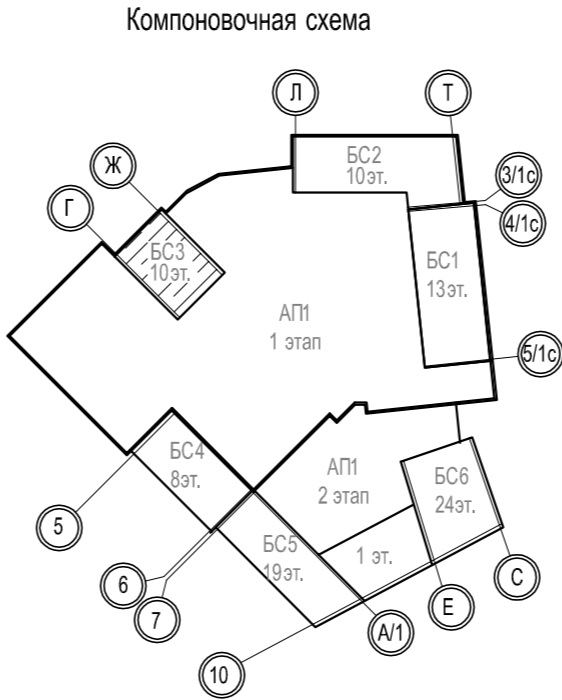 Компоновочная схема
Л
Т
Ж
БС2
10эт.
3/1с
Г
4/1с
БС3
10эт.
БС1
13эт.
АП1
1 этап
5/1с
БС4
8эт.
АП1
2 этап
БС6
24эт.
5
БС5
19эт.
1 эт.
6
С
7
Е
А/1
10